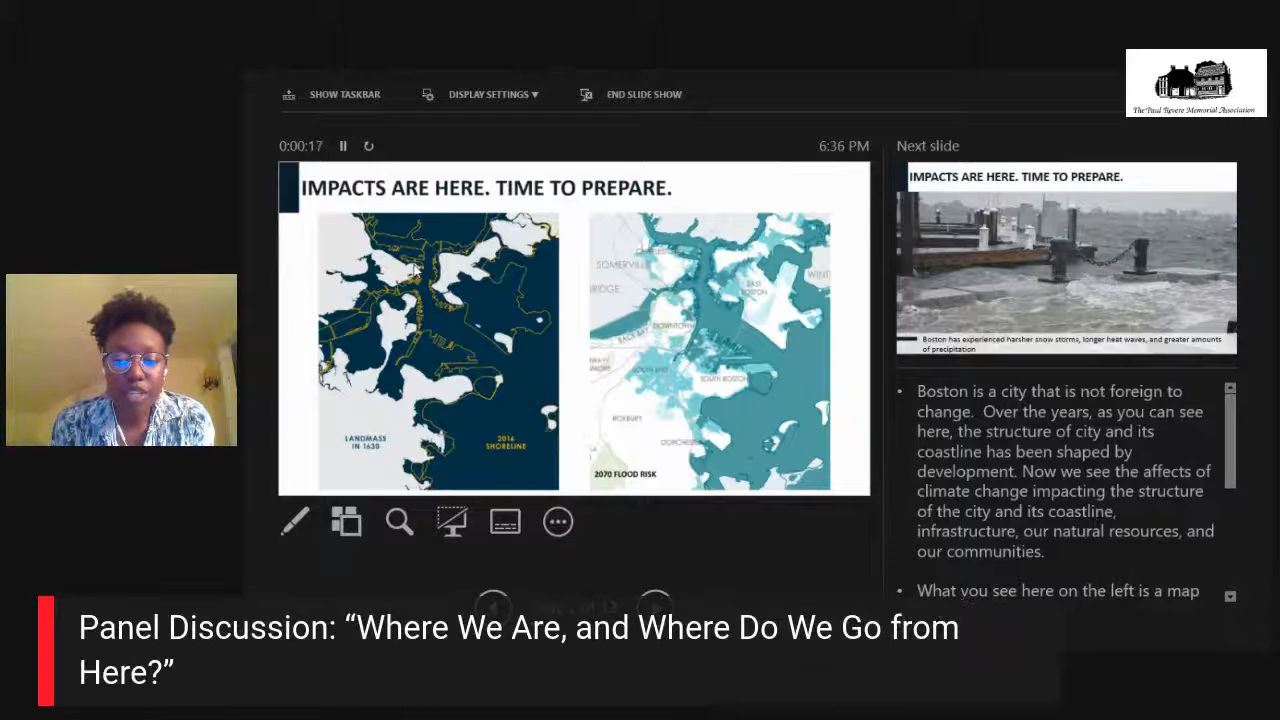 The Paul Revere Memorial Association
SHOW TASKBAR
DISPLAY SETTINGS ▼
END SLIDE SHOW
0:00:17
6:36 PM
Next slide
IMPACTS ARE HERE. TIME TO PREPARE.
SOMERVILLE
EAST
BOSTON
DOWNTOWN
BACK BAY
SOUTH END
SOUTH BOSTON
ROXBURY
LANDMASS
IN 1630
2016
SHORELINE
2070 FLOOD RISK
IMPACTS ARE HERE. TIME TO PREPARE.
Boston has experienced harsher snow storms, longer heat waves, and greater amounts
of precipitation
• Boston is a city that is not foreign to
change. Over the years, as you can see
here, the structure of city and its
coastline has been shaped by
development. Now we see the affects of
climate change impacting the structure
of the city and its coastline,
infrastructure, our natural resources, and
our communities.
• What you see here on the left is a map
Panel Discussion: “Where We Are, and Where Do We Go from
Here?”